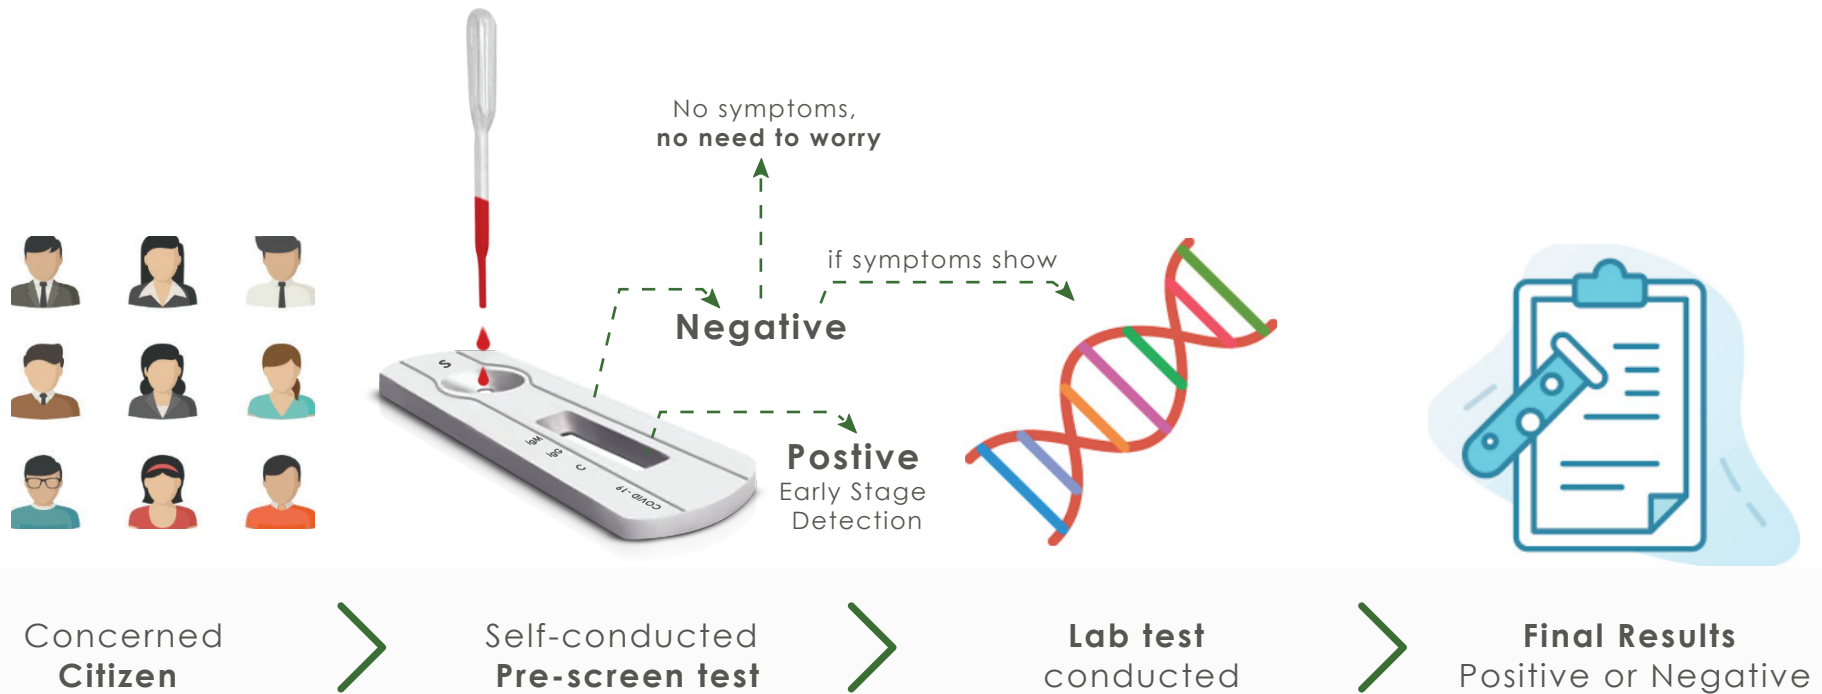 No symptoms,
no need to worry
if symptoms show
Negative
S
IgM
IgG
C
COVID-19
Postive
Early Stage
Detection
Concerned
Citizen
Self-conducted
Pre-screen test
Lab test
conducted
Final Results
Positive or Negative